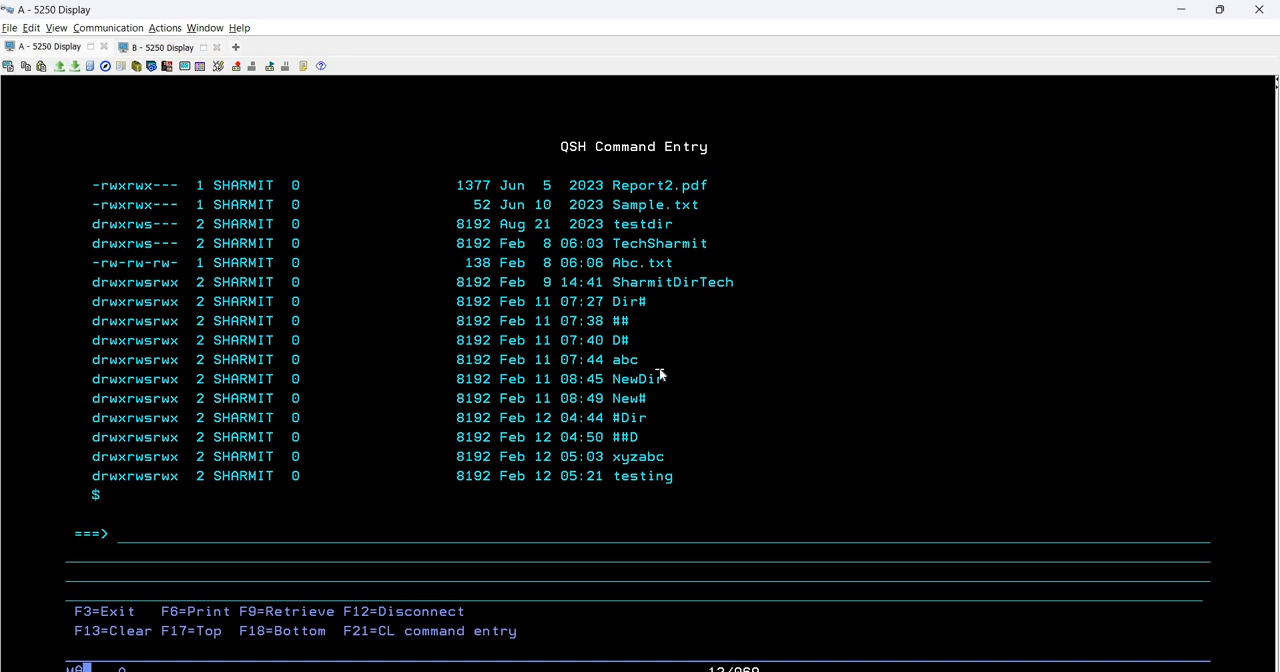 A - 5250 Display
File Edit View Communication Actions Window Help
A - 5250 Display B - 5250 Display
QSH Command Entry
-rwxrwx--- 1 SHARMIT 0 1377 Jun 5 2023 Report2.pdf
-rwxrwx--- 1 SHARMIT 0 52 Jun 10 2023 Sample.txt
drwxrws--- 2 SHARMIT 0 8192 Aug 21 2023 testdir
drwxrws--- 2 SHARMIT 0 8192 Feb 8 06:03 TechSharmit
-rw-rw-rw- 1 SHARMIT 0 138 Feb 8 06:06 Abc.txt
drwxrwsrwx 2 SHARMIT 0 8192 Feb 9 14:41 SharmitDirTech
drwxrwsrwx 2 SHARMIT 0 8192 Feb 11 07:27 Dir#
drwxrwsrwx 2 SHARMIT 0 8192 Feb 11 07:38 ##
drwxrwsrwx 2 SHARMIT 0 8192 Feb 11 07:40 D#
drwxrwsrwx 2 SHARMIT 0 8192 Feb 11 07:44 abc
drwxrwsrwx 2 SHARMIT 0 8192 Feb 11 08:45 NewDir
drwxrwsrwx 2 SHARMIT 0 8192 Feb 11 08:49 New#
drwxrwsrwx 2 SHARMIT 0 8192 Feb 12 04:44 #Dir
drwxrwsrwx 2 SHARMIT 0 8192 Feb 12 04:50 ##D
drwxrwsrwx 2 SHARMIT 0 8192 Feb 12 05:03 xyzabc
drwxrwsrwx 2 SHARMIT 0 8192 Feb 12 05:21 testing
$
===>
F3=Exit F6=Print F9=Retrieve F12=Disconnect
F13=Clear F17=Top F18=Bottom F21=CL command entry